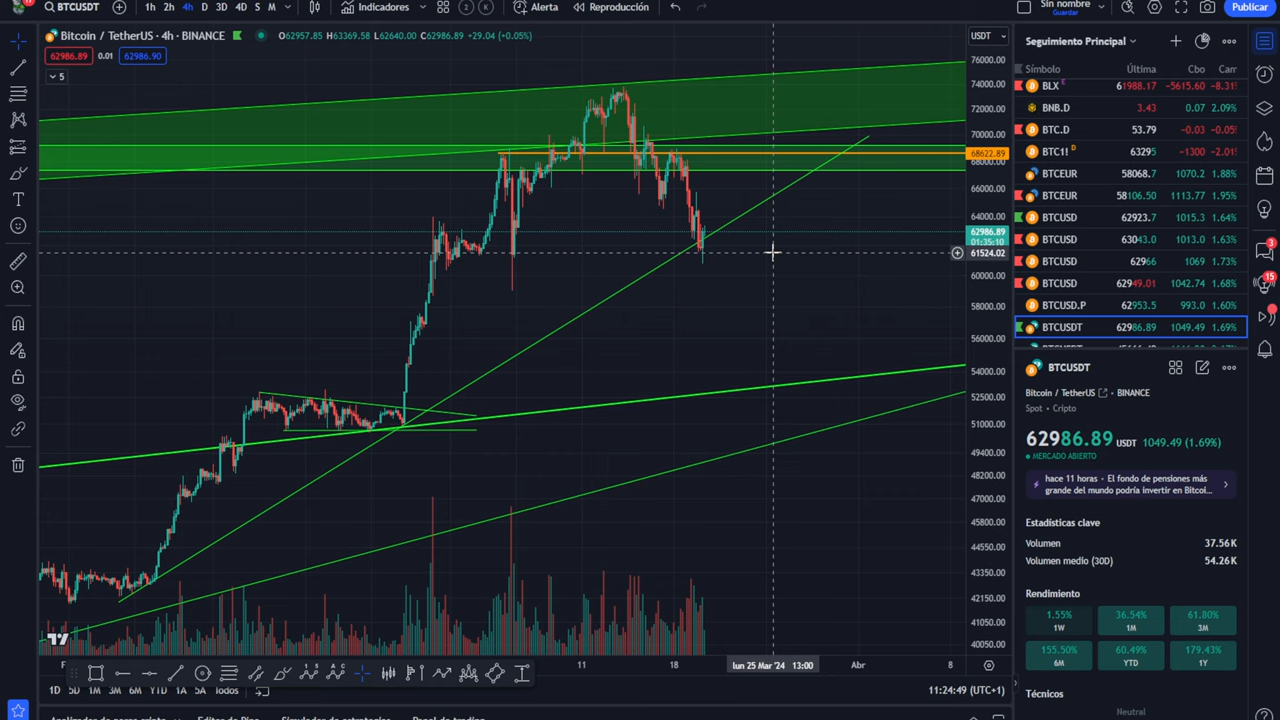 BTCUSDT 1h 2h 4h D 3D 4D S M Indicadores 2 K Alerta Reproducción Sin nombre Guardar Publicar
Bitcoin / TetherUS · 4h · BINANCE O62957.85 H63369.58 L62640.00 C62986.89 +29.04 (+0.05%)
62986.89 0.01 62986.90
5
USDT
76000.00
74000.00
72000.00
70000.00
68622.89
68000.00
66000.00
64000.00
62986.89
01:35:10
61524.02
60000.00
58000.00
56000.00
54000.00
52500.00
51000.00
49400.00
48200.00
47000.00
45800.00
44550.00
43350.00
42150.00
41050.00
40050.00
F 11 18 lun 25 Mar '24 13:00 Abr 8
1D 5D 1M 3M 6M YTD 1A 5A Todos
11:24:49 (UTC+1)
Editor de Pine Simulador de estrategias Panel de trading
Seguimiento Principal
Símbolo Última Cbo
BLX E 61988.17 −5615.60 −8.31
BNB.D 3.43 0.07 2.09%
BTC.D 53.79 −0.03 −0.05
BTC1! D 63295 −1300 −2.01
BTCEUR 58068.7 1070.2 1.88%
BTCEUR 58106.50 1113.77 1.95%
BTCUSD 62923.7 1015.3 1.64%
BTCUSD 63043.0 1013.0 1.63%
BTCUSD 62966 1069 1.73%
BTCUSD 62949.01 1042.74 1.68%
BTCUSD.P 62953.5 993.0 1.60%
BTCUSDT 62986.89 1049.49 1.69%
BTCUSDT
Bitcoin / TetherUS · BINANCE
Spot · Cripto
62986.89 USDT 1049.49 (1.69%)
MERCADO ABIERTO
hace 11 horas · El fondo de pensiones más
grande del mundo podría invertir en Bitcoi...
Estadísticas clave
Volumen 37.56K
Volumen medio (30D) 54.26K
Rendimiento
1.55% 36.54% 61.80%
1W 1M 3M
155.50% 60.49% 179.43%
6M YTD 1Y
Técnicos
Neutral
3
15